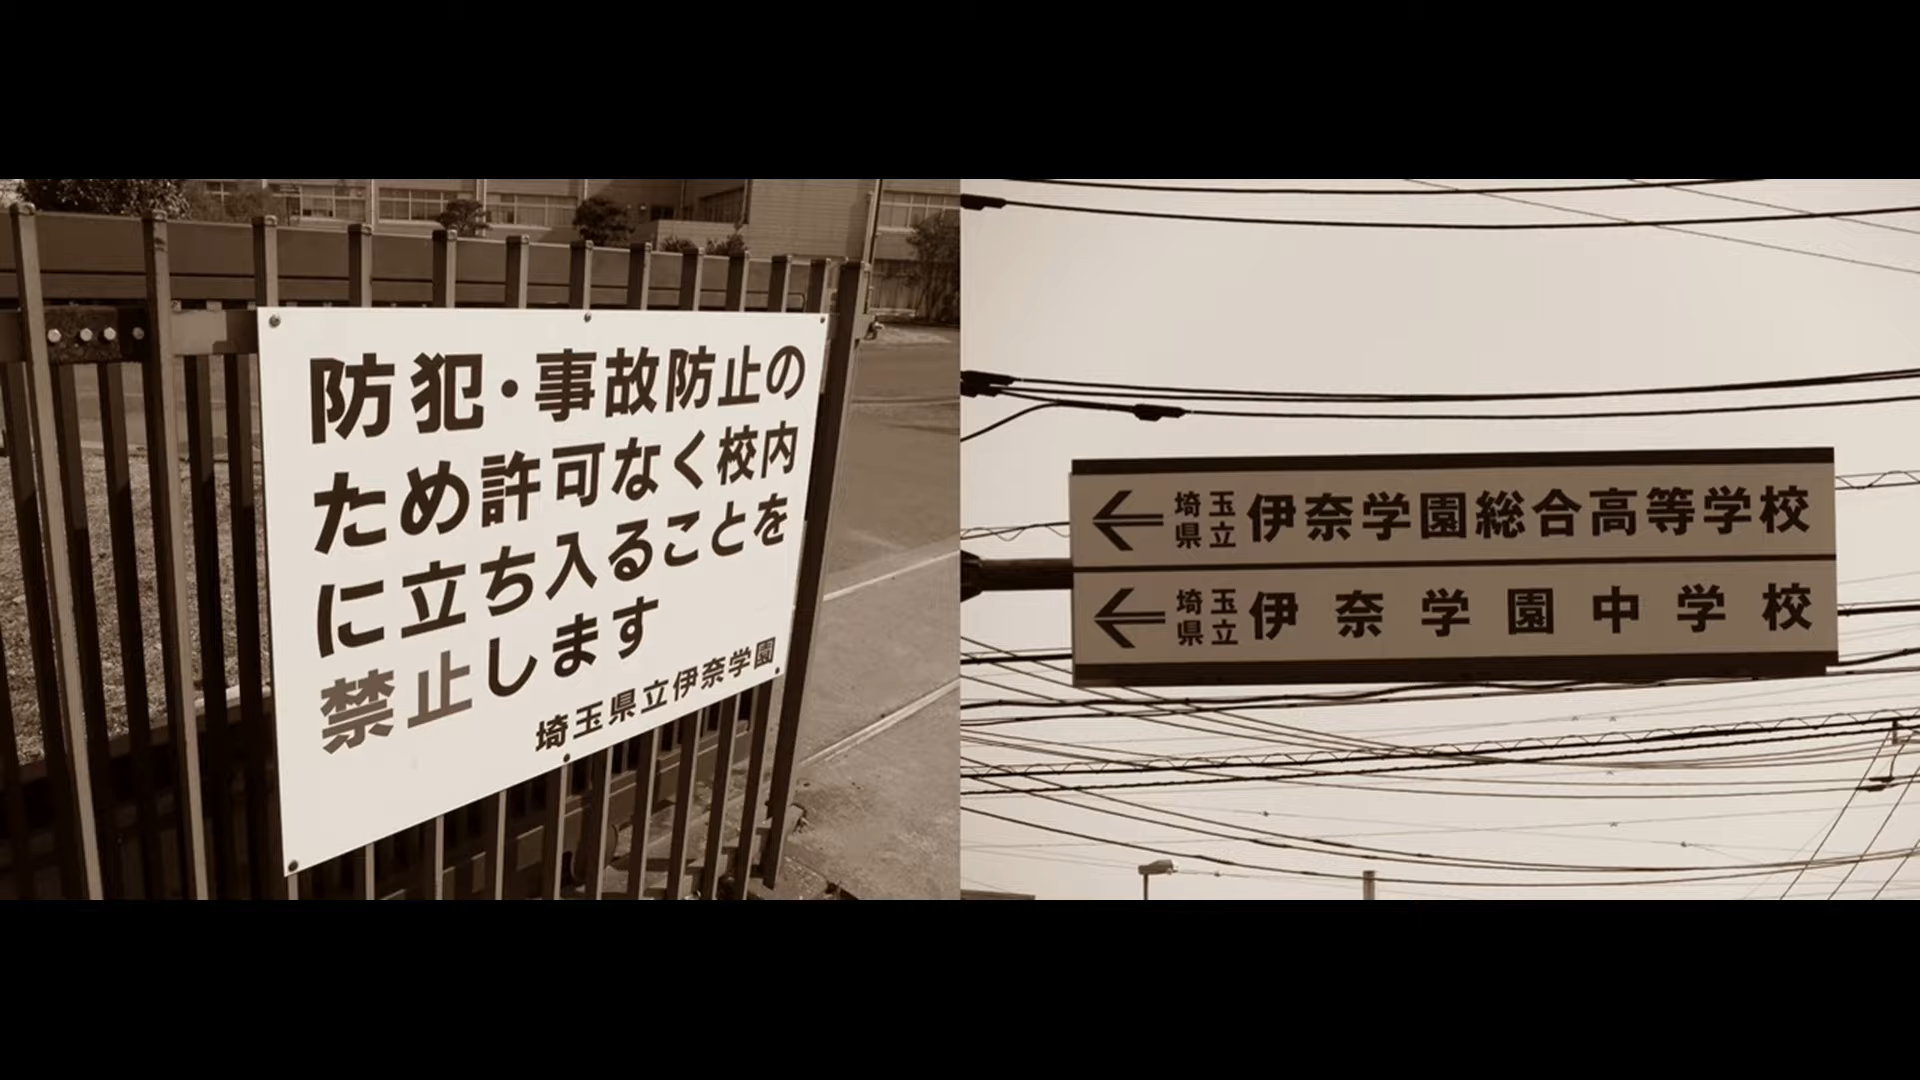 防犯・事故防止の
ため許可なく校内
に立ち入ることを
禁止します
埼玉県立伊奈学園
埼玉県立 伊奈学園総合高等学校
埼玉県立 伊奈学園中学校